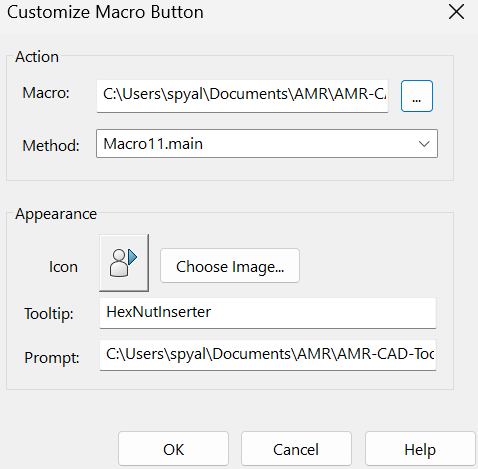 Customize Macro Button
Action
Macro: C:\Users\spyal\Documents\AMR\AMR-CA
...
Method: Macro11.main
Appearance
Icon Choose Image...
Tooltip: HexNutInserter
Prompt: C:\Users\spyal\Documents\AMR\AMR-CAD-Too
OK Cancel Help